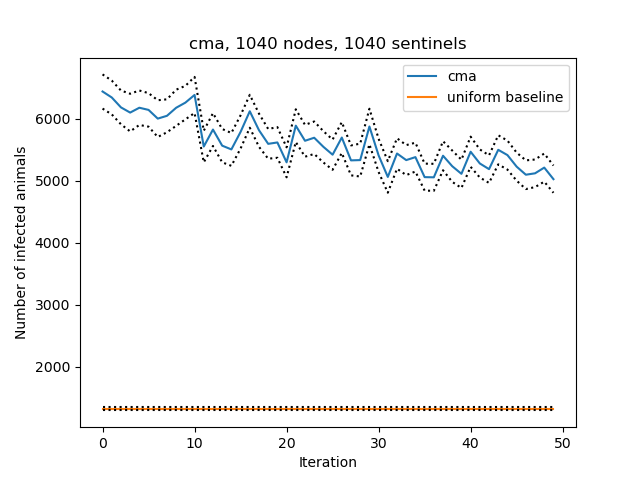 cma, 1040 nodes, 1040 sentinels
cma
uniform baseline
Number of infected animals
6000
5000
4000
3000
2000
0 10 20 30 40 50
Iteration